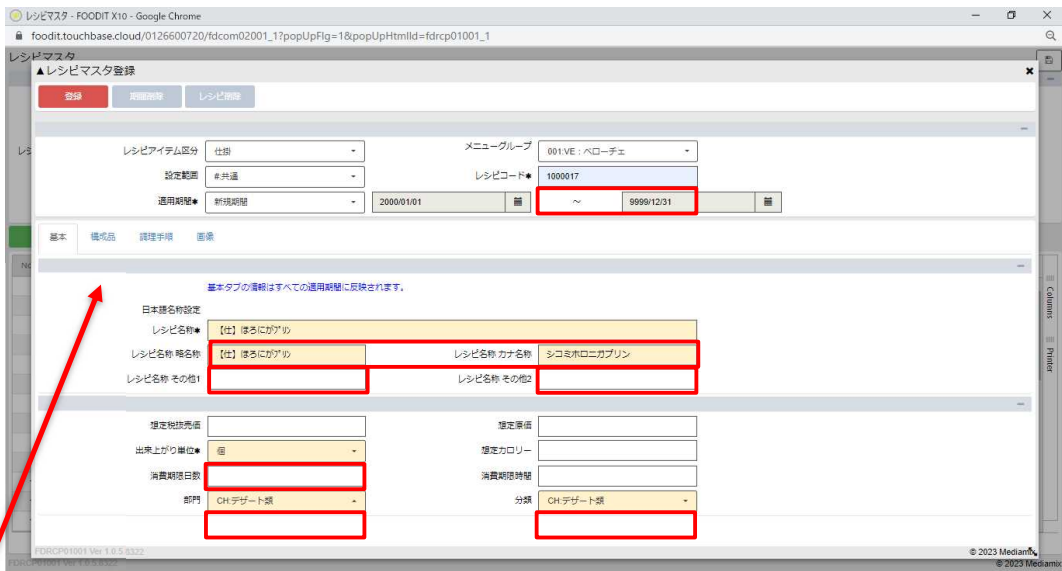 レシピマスタ - FOODIT X10 - Google Chrome
foodit.touchbase.cloud/0126600720/fdcom02001_1?popUpFlg=1&popUpHtmlId=fdrcp01001_1
レシピマスタ
▲レシピマスタ登録
登録 期間削除 レシピ削除
レシピアイテム区分 仕掛 メニューグループ 001:VE：ベローチェ
設定範囲 #:共通 レシピコード✱ 1000017
適用期間✱ 新規期間 2000/01/01 ～ 9999/12/31
基本 構成品 調理手順 画像
No
基本タブの情報はすべての適用期間に反映されます。
日本語名称設定
レシピ名称✱ 【仕】ほろにがﾌﾟﾘﾝ
レシピ名称 略名称 【仕】ほろにがﾌﾟﾘﾝ レシピ名称 カナ名称 シコミホロニガプリン
レシピ名称 その他1 レシピ名称 その他2
想定税抜売価 想定原価
出来上がり単位✱ 個 想定カロリー
消費期限日数 消費期限時間
部門 CH:デザート類 分類 CH:デザート類
FDRCP01001 Ver 1.0.5.8322 © 2023 Mediamix
© 2023 Mediamix
Columns
Printer